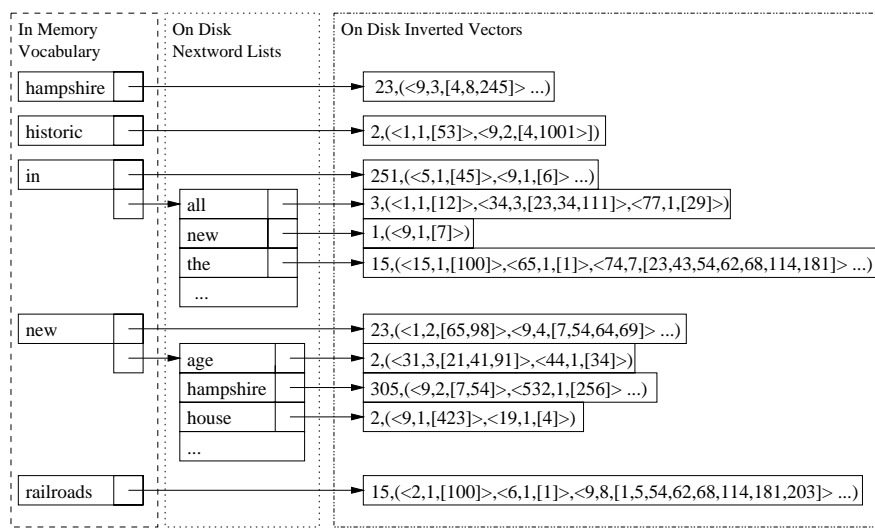 In Memory Vocabulary
On Disk Nextword Lists
On Disk Inverted Vectors
hampshire 23,(<9,3,[4,8,245]> ...)
historic 2,(<1,1,[53]>,<9,2,[4,1001>])
in 251,(<5,1,[45]>,<9,1,[6]> ...)
all 3,(<1,1,[12]>,<34,3,[23,34,111]>,<77,1,[29]>)
new 1,(<9,1,[7]>)
the 15,(<15,1,[100]>,<65,1,[1]>,<74,7,[23,43,54,62,68,114,181]> ...)
...
new 23,(<1,2,[65,98]>,<9,4,[7,54,64,69]> ...)
age 2,(<31,3,[21,41,91]>,<44,1,[34]>)
hampshire 305,(<9,2,[7,54]>,<532,1,[256]> ...)
house 2,(<9,1,[423]>,<19,1,[4]>)
...
railroads 15,(<2,1,[100]>,<6,1,[1]>,<9,8,[1,5,54,62,68,114,181,203]> ...)